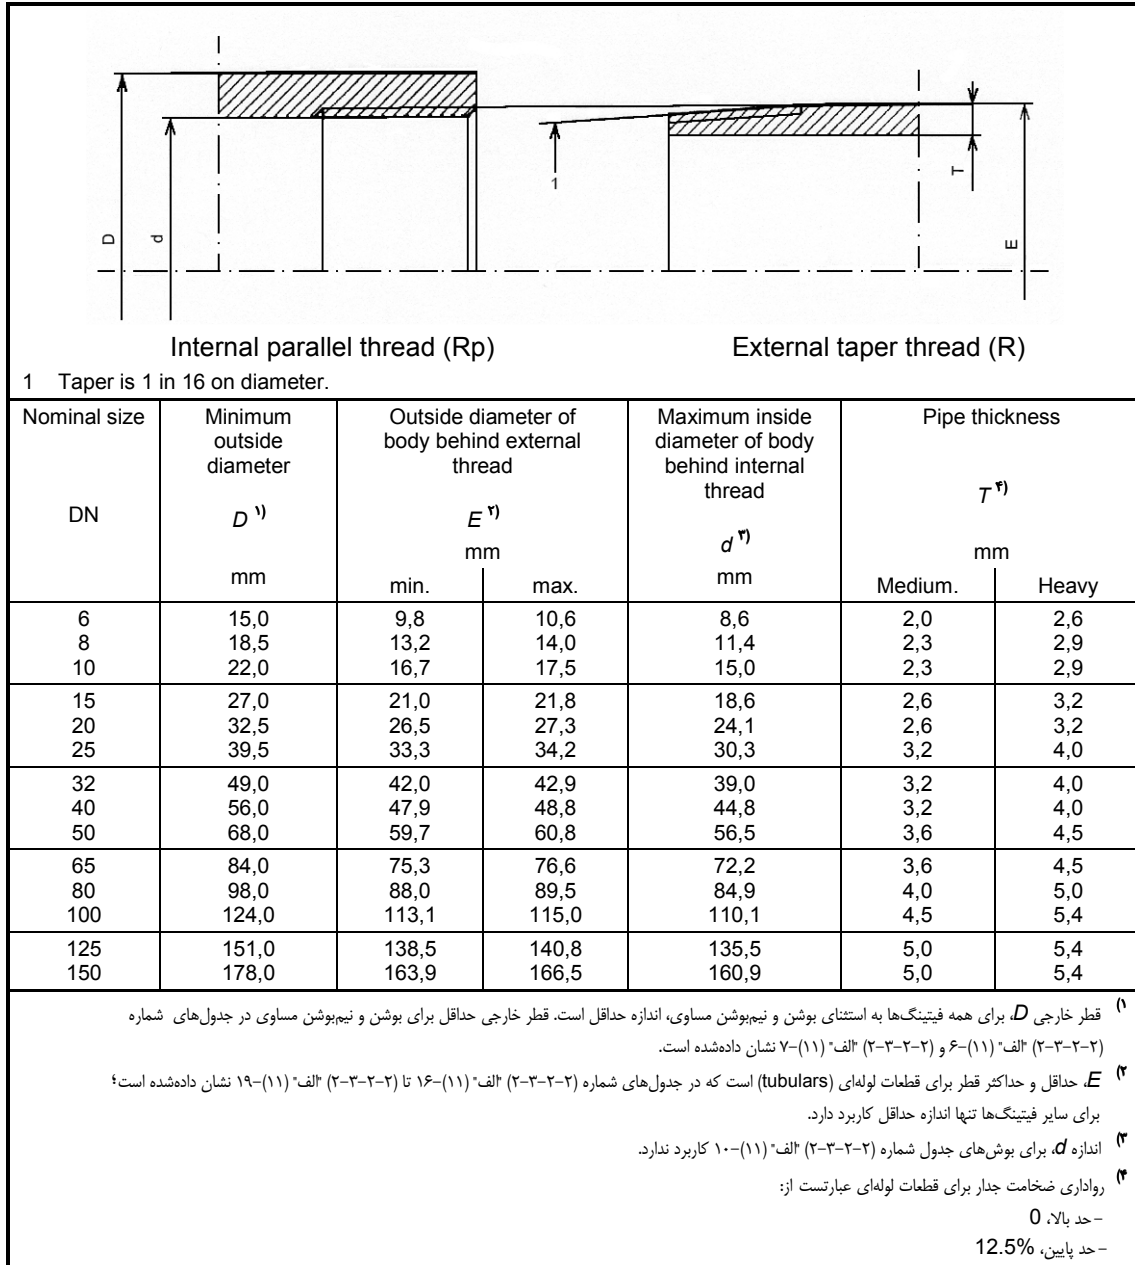 D
d
1
T
E
Internal parallel thread (Rp)
External taper thread (R)
1 Taper is 1 in 16 on diameter.
Nominal size DN
Minimum outside diameter D ۱) mm
Outside diameter of body behind external thread E ۲) mm
min. max.
Maximum inside diameter of body behind internal thread d ۳) mm
Pipe thickness T ۴) mm
Medium. Heavy
6 15,0 9,8 10,6 8,6 2,0 2,6
8 18,5 13,2 14,0 11,4 2,3 2,9
10 22,0 16,7 17,5 15,0 2,3 2,9
15 27,0 21,0 21,8 18,6 2,6 3,2
20 32,5 26,5 27,3 24,1 2,6 3,2
25 39,5 33,3 34,2 30,3 3,2 4,0
32 49,0 42,0 42,9 39,0 3,2 4,0
40 56,0 47,9 48,8 44,8 3,2 4,0
50 68,0 59,7 60,8 56,5 3,6 4,5
65 84,0 75,3 76,6 72,2 3,6 4,5
80 98,0 88,0 89,5 84,9 4,0 5,0
100 124,0 113,1 115,0 110,1 4,5 5,4
125 151,0 138,5 140,8 135,5 5,0 5,4
150 178,0 163,9 166,5 160,9 5,0 5,4
۱) قطر خارجی D، برای همه فیتینگ‌ها به استثنای بوشن و نیم‌بوشن مساوی، اندازه حداقل است. قطر خارجی حداقل برای بوشن و نیم‌بوشن مساوی در جدول‌های شماره
(۲-۲-۳-۲) "الف" (۱۱)-۶ و (۲-۲-۳-۲) "الف" (۱۱)-۷ نشان داده‌شده است.
۲) E، حداقل و حداکثر قطر برای قطعات لوله‌ای (tubulars) است که در جدول‌های شماره (۲-۲-۳-۲) "الف" (۱۱)-۱۶ تا (۲-۲-۳-۲) "الف" (۱۱)-۱۹ نشان داده‌شده است؛
برای سایر فیتینگ‌ها تنها اندازه حداقل کاربرد دارد.
۳) اندازه d، برای بوش‌های جدول شماره (۲-۲-۳-۲) "الف" (۱۱)-۱۰ کاربرد ندارد.
۴) رواداری ضخامت جدار برای قطعات لوله‌ای عبارتست از:
-حد بالا، 0
-حد پایین، 12.5%